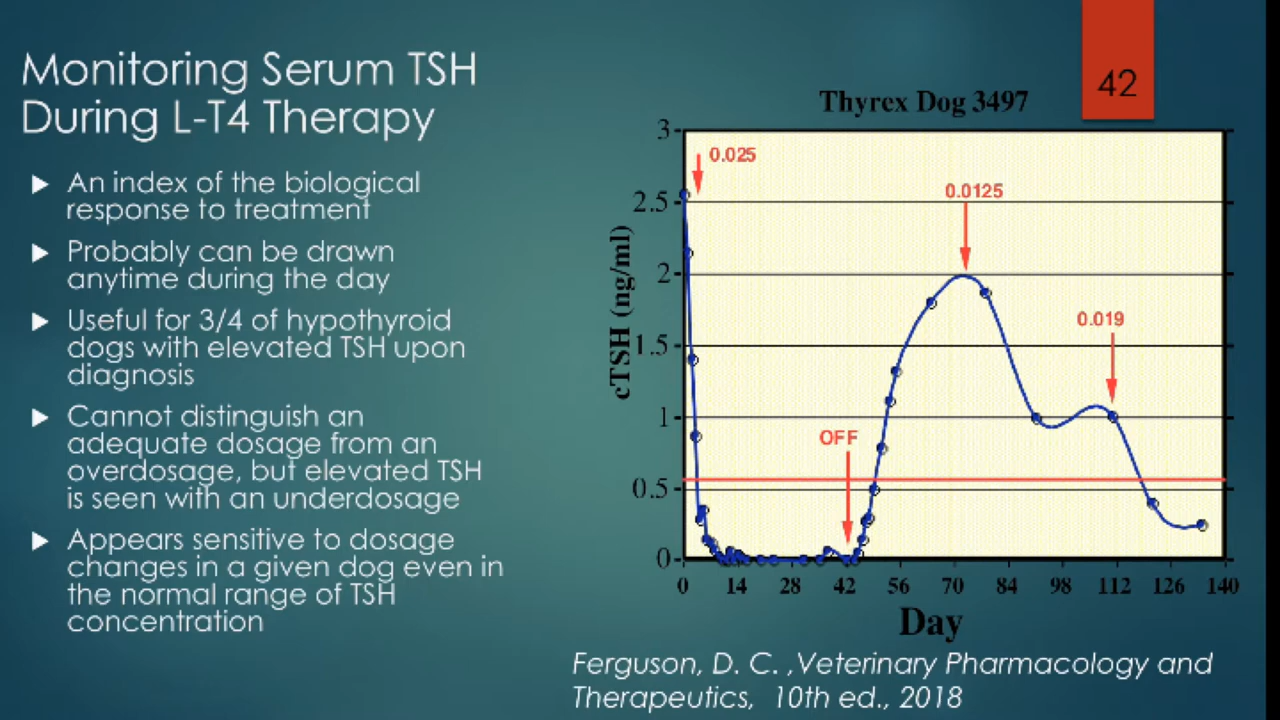 Monitoring Serum TSH
During L-T4 Therapy
An index of the biological
response to treatment
Probably can be drawn
anytime during the day
Useful for 3/4 of hypothyroid
dogs with elevated TSH upon
diagnosis
Cannot distinguish an
adequate dosage from an
overdosage, but elevated TSH
is seen with an underdosage
Appears sensitive to dosage
changes in a given dog even in
the normal range of TSH
concentration
42
Thyrex Dog 3497
3
2.5
2
1.5
1
0.5
0
cTSH (ng/ml)
0.025
0.0125
0.019
OFF
0 14 28 42 56 70 84 98 112 126 140
Day
Ferguson, D. C. ,Veterinary Pharmacology and
Therapeutics, 10th ed., 2018